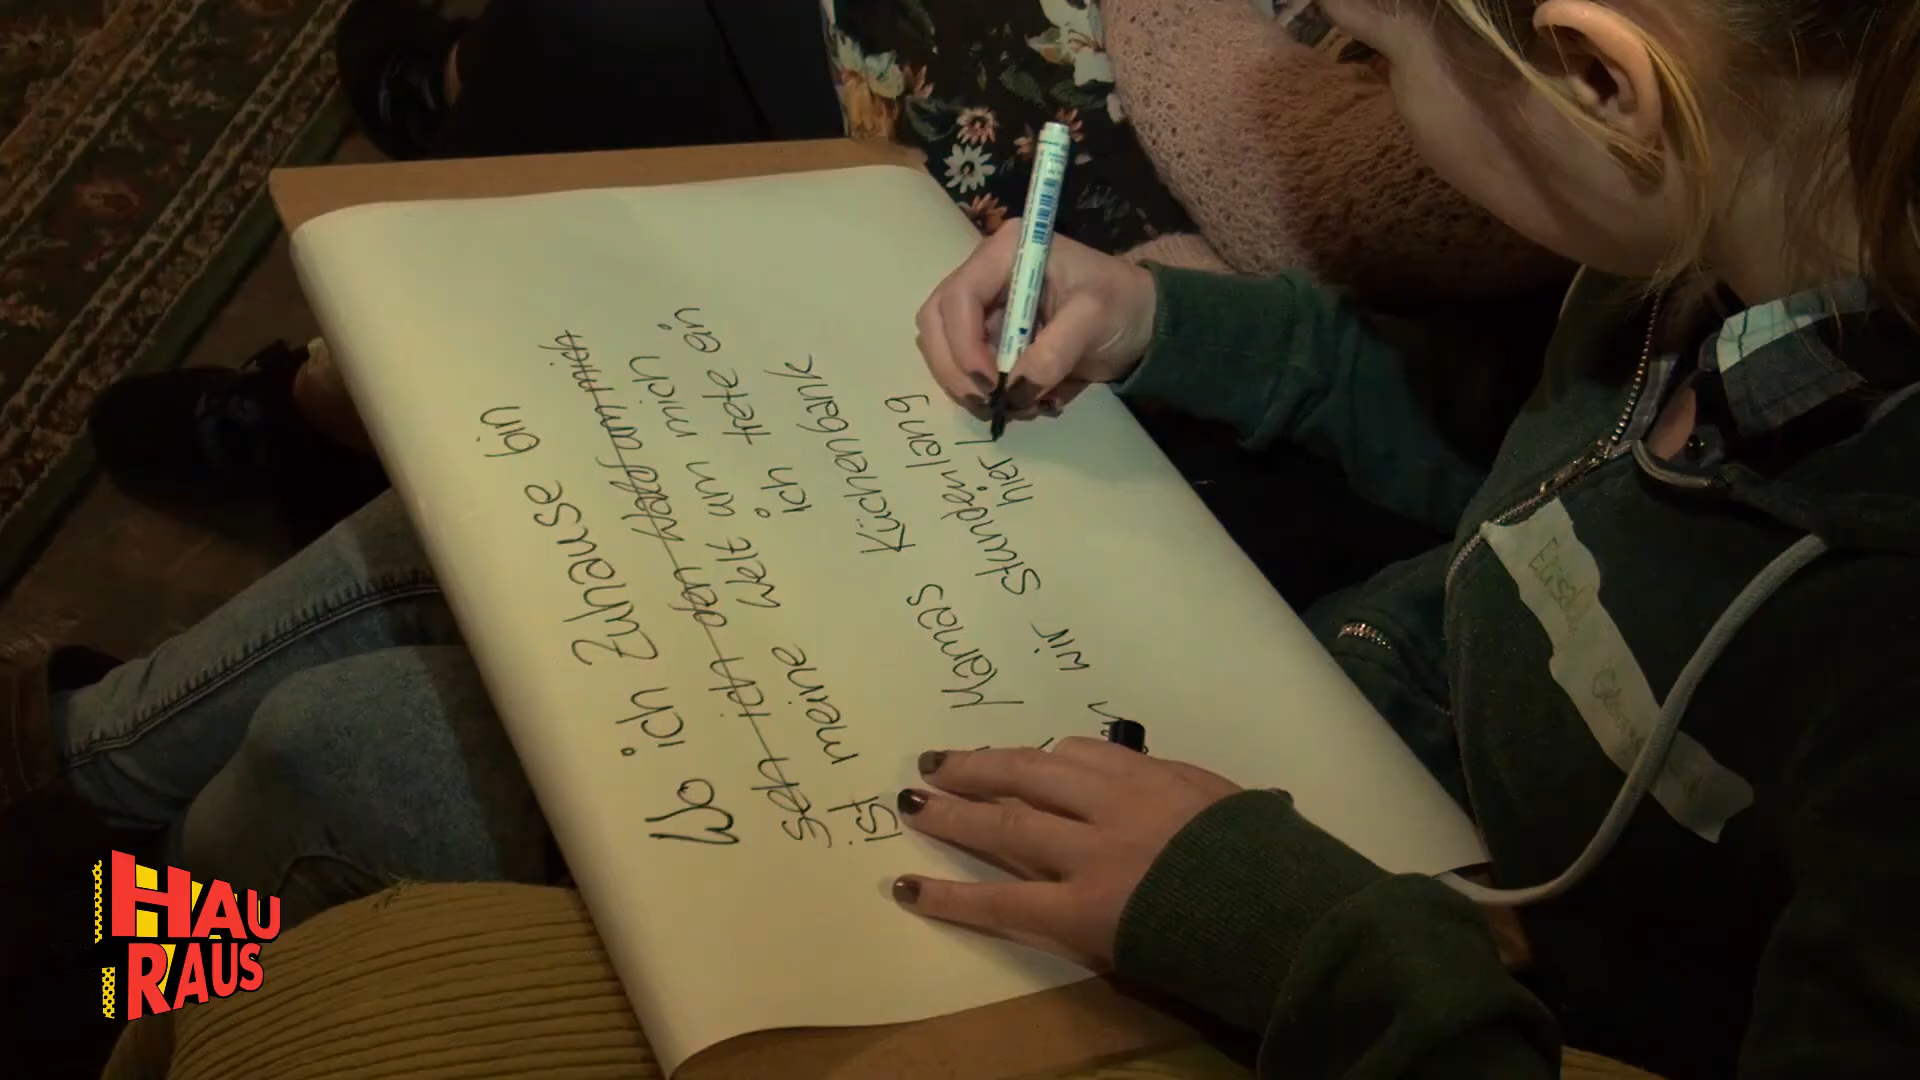 Wo ich Zuhause bin
seh ich den Wald um mich
ist meine Welt um mich
ich trete ein
Mamas Küchenbank
n wir stundenlang
hier
HAU
RAUS